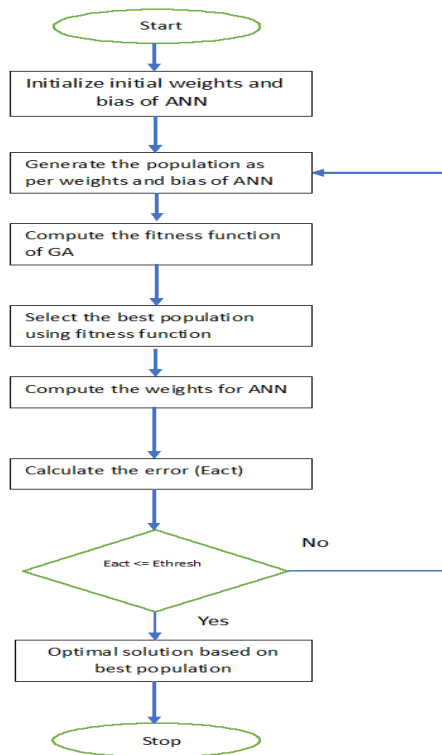 Start
Initialize initial weights and
bias of ANN
Generate the population as
per weights and bias of ANN
Compute the fitness function
of GA
Select the best population
using fitness function
Compute the weights for ANN
Calculate the error (Eact)
Eact <= Ethresh
No
Yes
Optimal solution based on
best population
Stop